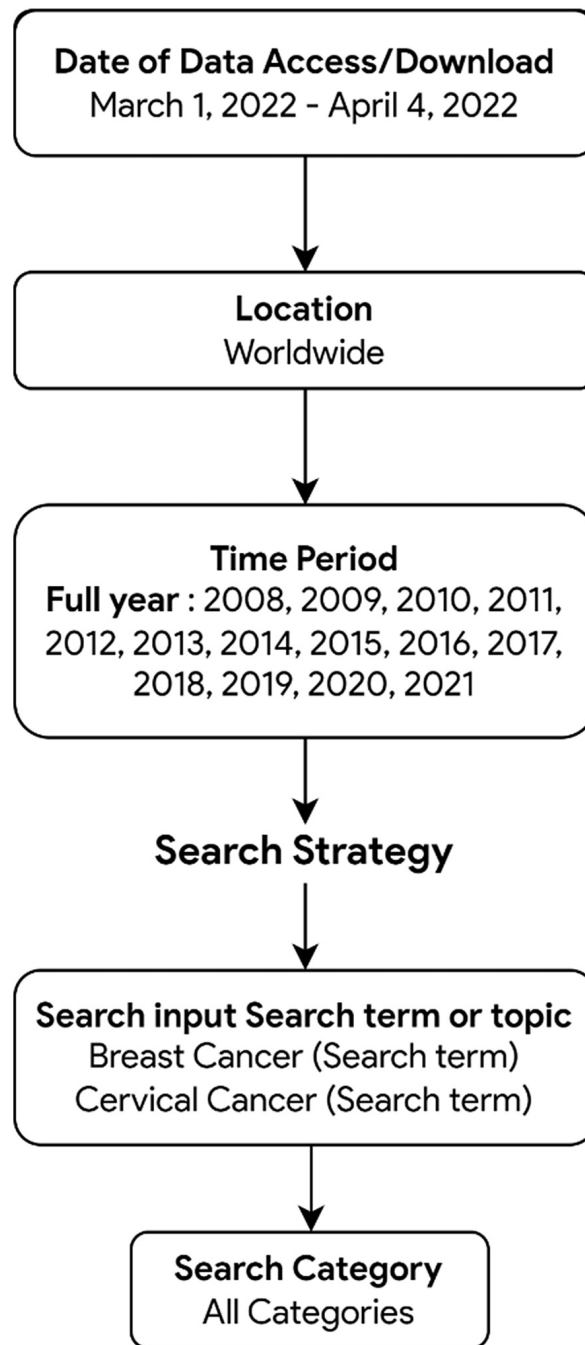 Date of Data Access/Download
March 1, 2022 - April 4, 2022
Location
Worldwide
Time Period
Full year : 2008, 2009, 2010, 2011,
2012, 2013, 2014, 2015, 2016, 2017,
2018, 2019, 2020, 2021
Search Strategy
Search input Search term or topic
Breast Cancer (Search term)
Cervical Cancer (Search term)
Search Category
All Categories